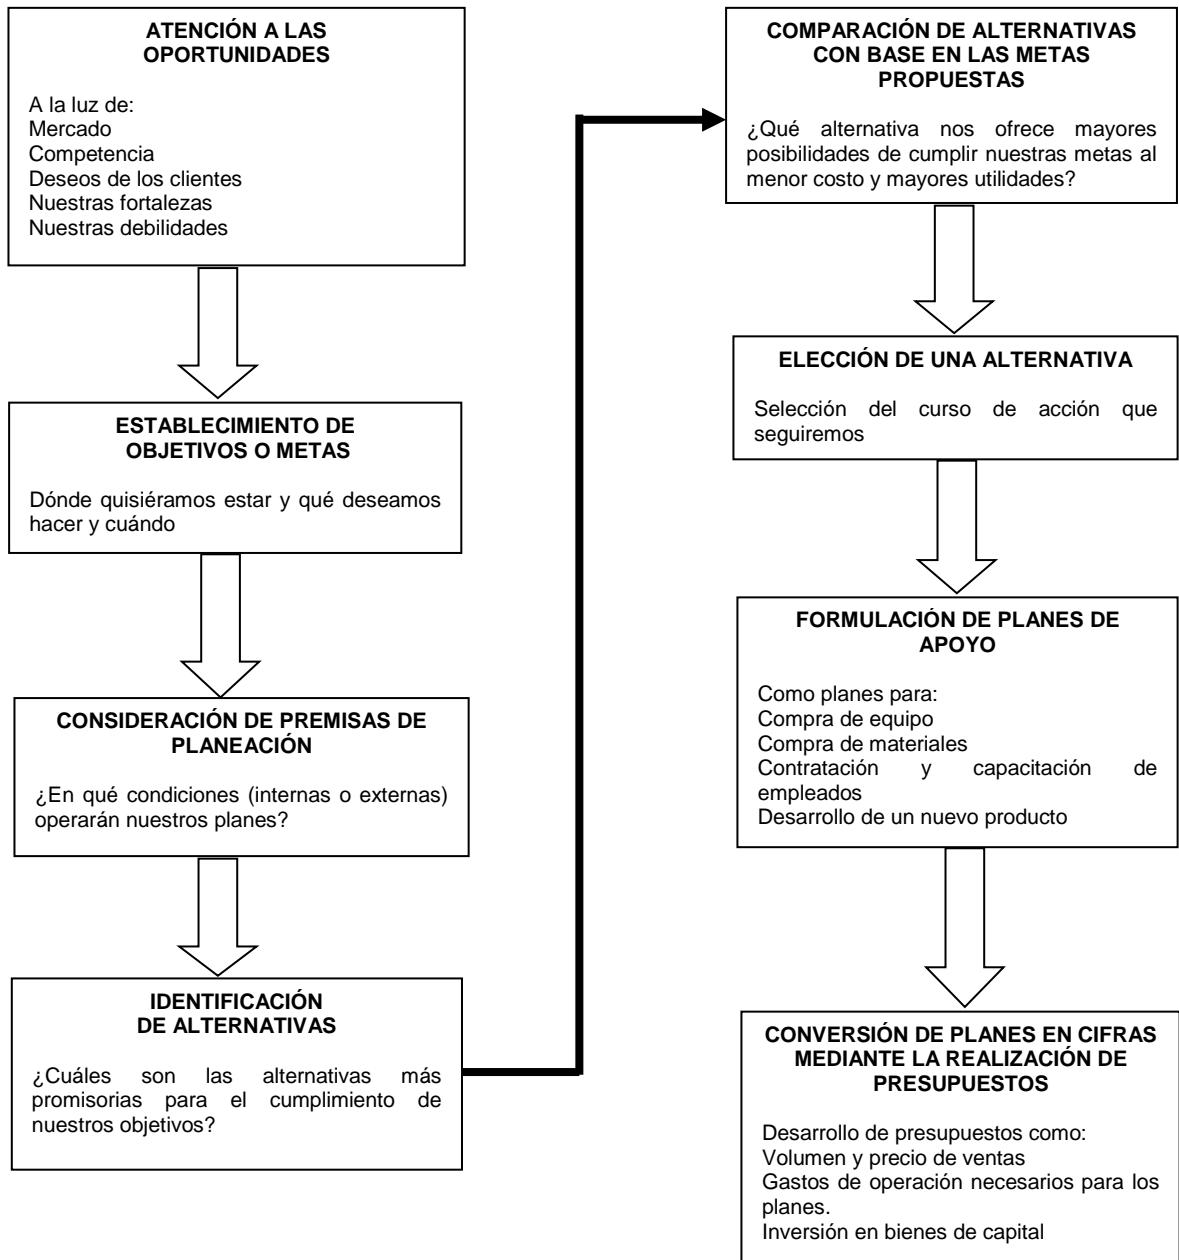 ATENCIÓN A LAS
OPORTUNIDADES
A la luz de:
Mercado
Competencia
Deseos de los clientes
Nuestras fortalezas
Nuestras debilidades
ESTABLECIMIENTO DE
OBJETIVOS O METAS
Dónde quisiéramos estar y qué deseamos
hacer y cuándo
CONSIDERACIÓN DE PREMISAS DE
PLANEACIÓN
¿En qué condiciones (internas o externas)
operarán nuestros planes?
IDENTIFICACIÓN
DE ALTERNATIVAS
¿Cuáles son las alternativas más
promisorias para el cumplimiento de
nuestros objetivos?
COMPARACIÓN DE ALTERNATIVAS
CON BASE EN LAS METAS
PROPUESTAS
¿Qué alternativa nos ofrece mayores
posibilidades de cumplir nuestras metas al
menor costo y mayores utilidades?
ELECCIÓN DE UNA ALTERNATIVA
Selección del curso de acción que
seguiremos
FORMULACIÓN DE PLANES DE
APOYO
Como planes para:
Compra de equipo
Compra de materiales
Contratación y capacitación de
empleados
Desarrollo de un nuevo producto
CONVERSIÓN DE PLANES EN CIFRAS
MEDIANTE LA REALIZACIÓN DE
PRESUPUESTOS
Desarrollo de presupuestos como:
Volumen y precio de ventas
Gastos de operación necesarios para los
planes.
Inversión en bienes de capital